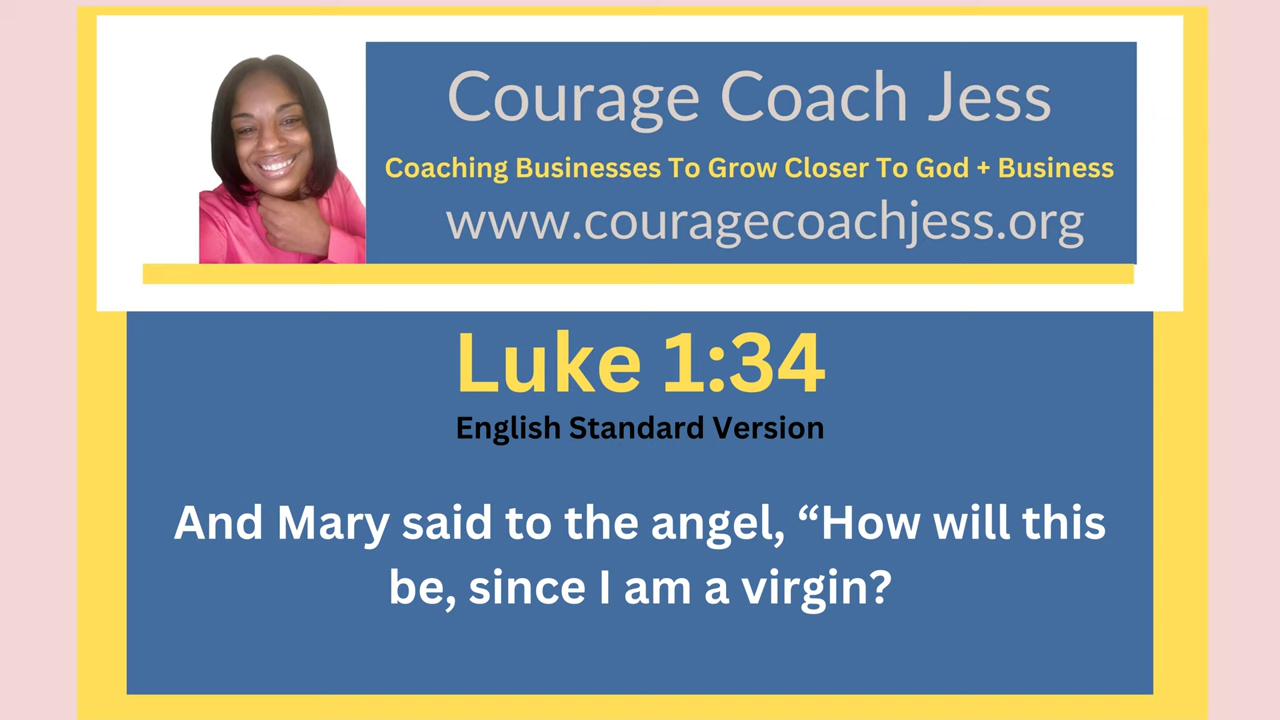 Courage Coach Jess
Coaching Businesses To Grow Closer To God + Business
www.couragecoachjess.org
Luke 1:34
English Standard Version
And Mary said to the angel, “How will this
be, since I am a virgin?